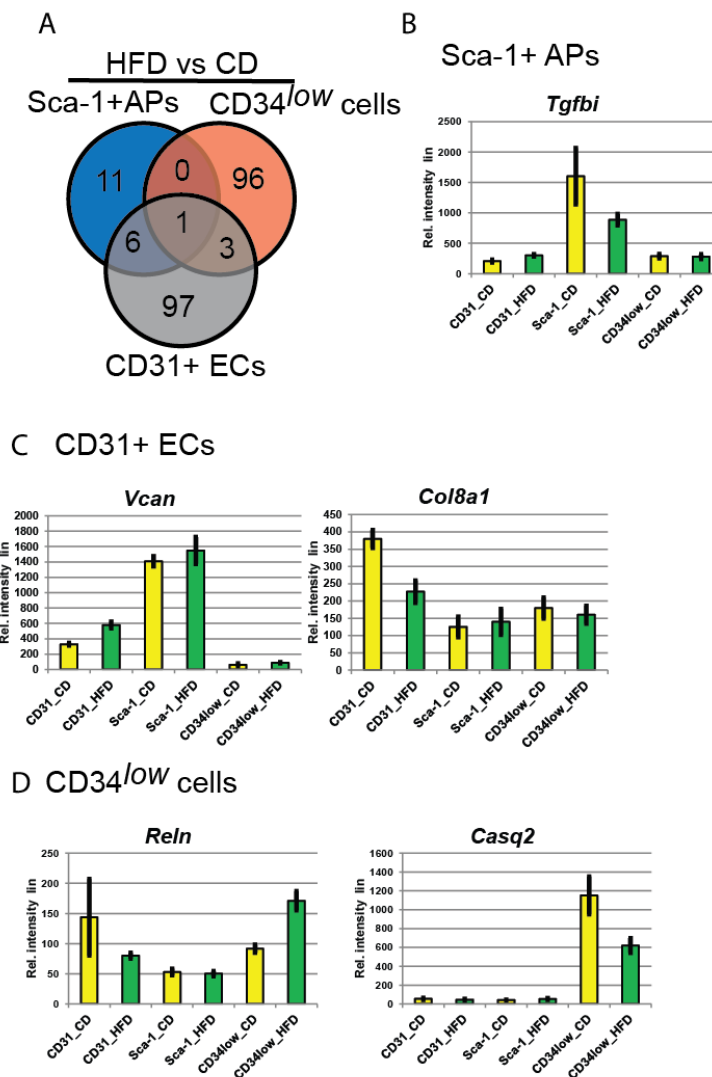 A
HFD vs CD
Sca-1+APs CD34low cells
11
0
96
1
6
3
97
CD31+ ECs
B
Sca-1+ APs
Tgfbi
Rel. intensity lin
2500
2000
1500
1000
500
0
CD31_CD
CD31_HFD
Sca-1_CD
Sca-1_HFD
CD34low_CD
CD34low_HFD
C CD31+ ECs
Vcan
Rel. intensity lin
2000
1800
1600
1400
1200
1000
800
600
400
200
0
CD31_CD
CD31_HFD
Sca-1_CD
Sca-1_HFD
CD34low_CD
CD34low_HFD
Col8a1
Rel. intensity lin
450
400
350
300
250
200
150
100
50
0
CD31_CD
CD31_HFD
Sca-1_CD
Sca-1_HFD
CD34low_CD
CD34low_HFD
D CD34low cells
Reln
Rel. intensity lin
250
200
150
100
50
0
CD31_CD
CD31_HFD
Sca-1_CD
Sca-1_HFD
CD34low_CD
CD34low_HFD
Casq2
Rel. intensity lin
1600
1400
1200
1000
800
600
400
200
0
CD31_CD
CD31_HFD
Sca-1_CD
Sca-1_HFD
CD34low_CD
CD34low_HFD